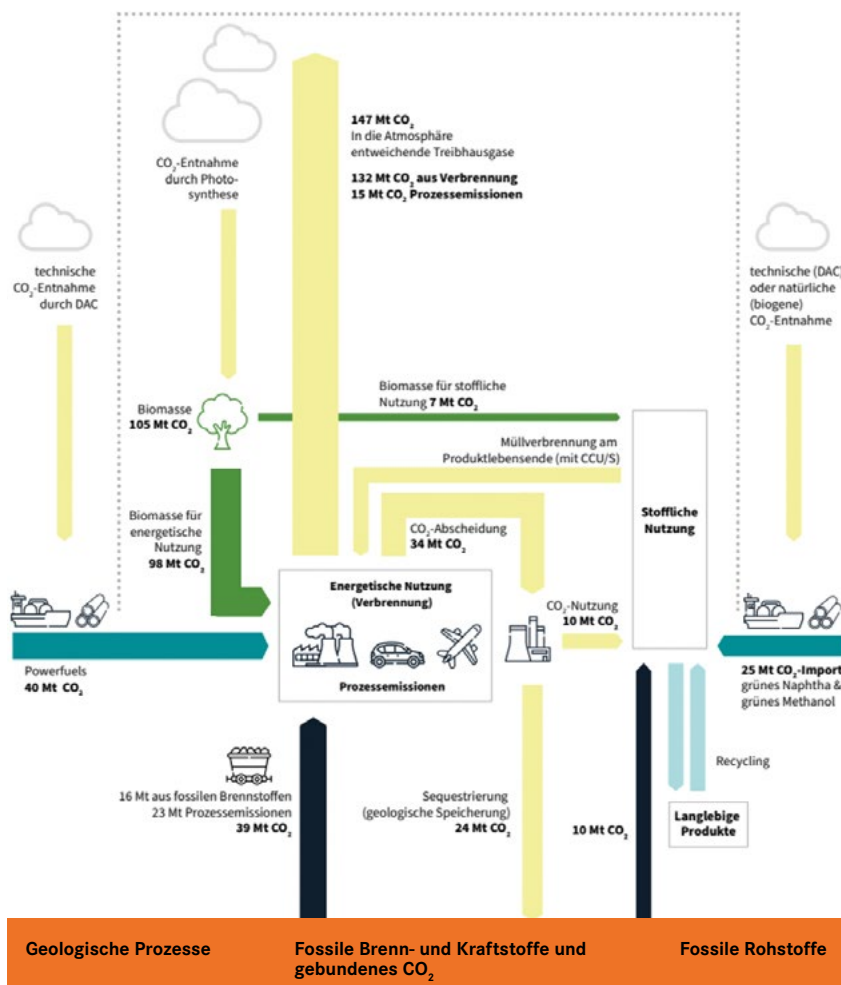 147 Mt CO₂
In die Atmosphäre
entweichende Treibhausgase
132 Mt CO₂ aus Verbrennung
15 Mt CO₂ Prozessemissionen
CO₂-Entnahme
durch Photo-
synthese
technische
CO₂-Entnahme
durch DAC
technische (DAC)
oder natürliche
(biogene)
CO₂-Entnahme
Biomasse
105 Mt CO₂
Biomasse für stoffliche
Nutzung 7 Mt CO₂
Müllverbrennung am
Produktlebensende (mit CCU/S)
Stoffliche
Nutzung
Biomasse für
energetische
Nutzung
98 Mt CO₂
CO₂-Abscheidung
34 Mt CO₂
Energetische Nutzung
(Verbrennung)
Prozessemissionen
CO₂-Nutzung
10 Mt CO₂
Powerfuels
40 Mt CO₂
25 Mt CO₂-Import
grünes Naphtha &
grünes Methanol
Recycling
16 Mt aus fossilen Brennstoffen
23 Mt Prozessemissionen
39 Mt CO₂
Sequestrierung
(geologische Speicherung)
24 Mt CO₂
10 Mt CO₂
Langlebige
Produkte
Geologische Prozesse
Fossile Brenn- und Kraftstoffe und
gebundenes CO₂
Fossile Rohstoffe